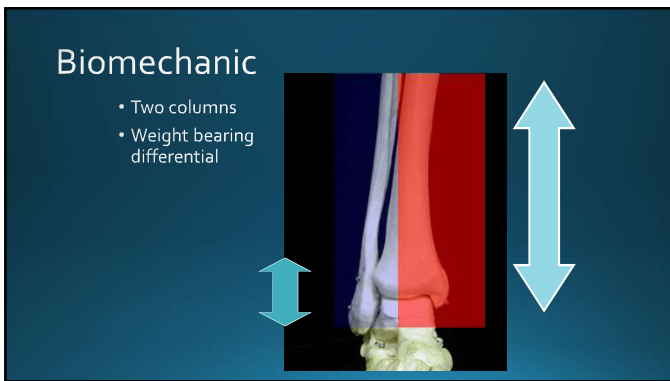 Biomechanic
• Two columns
• Weight bearing
differential